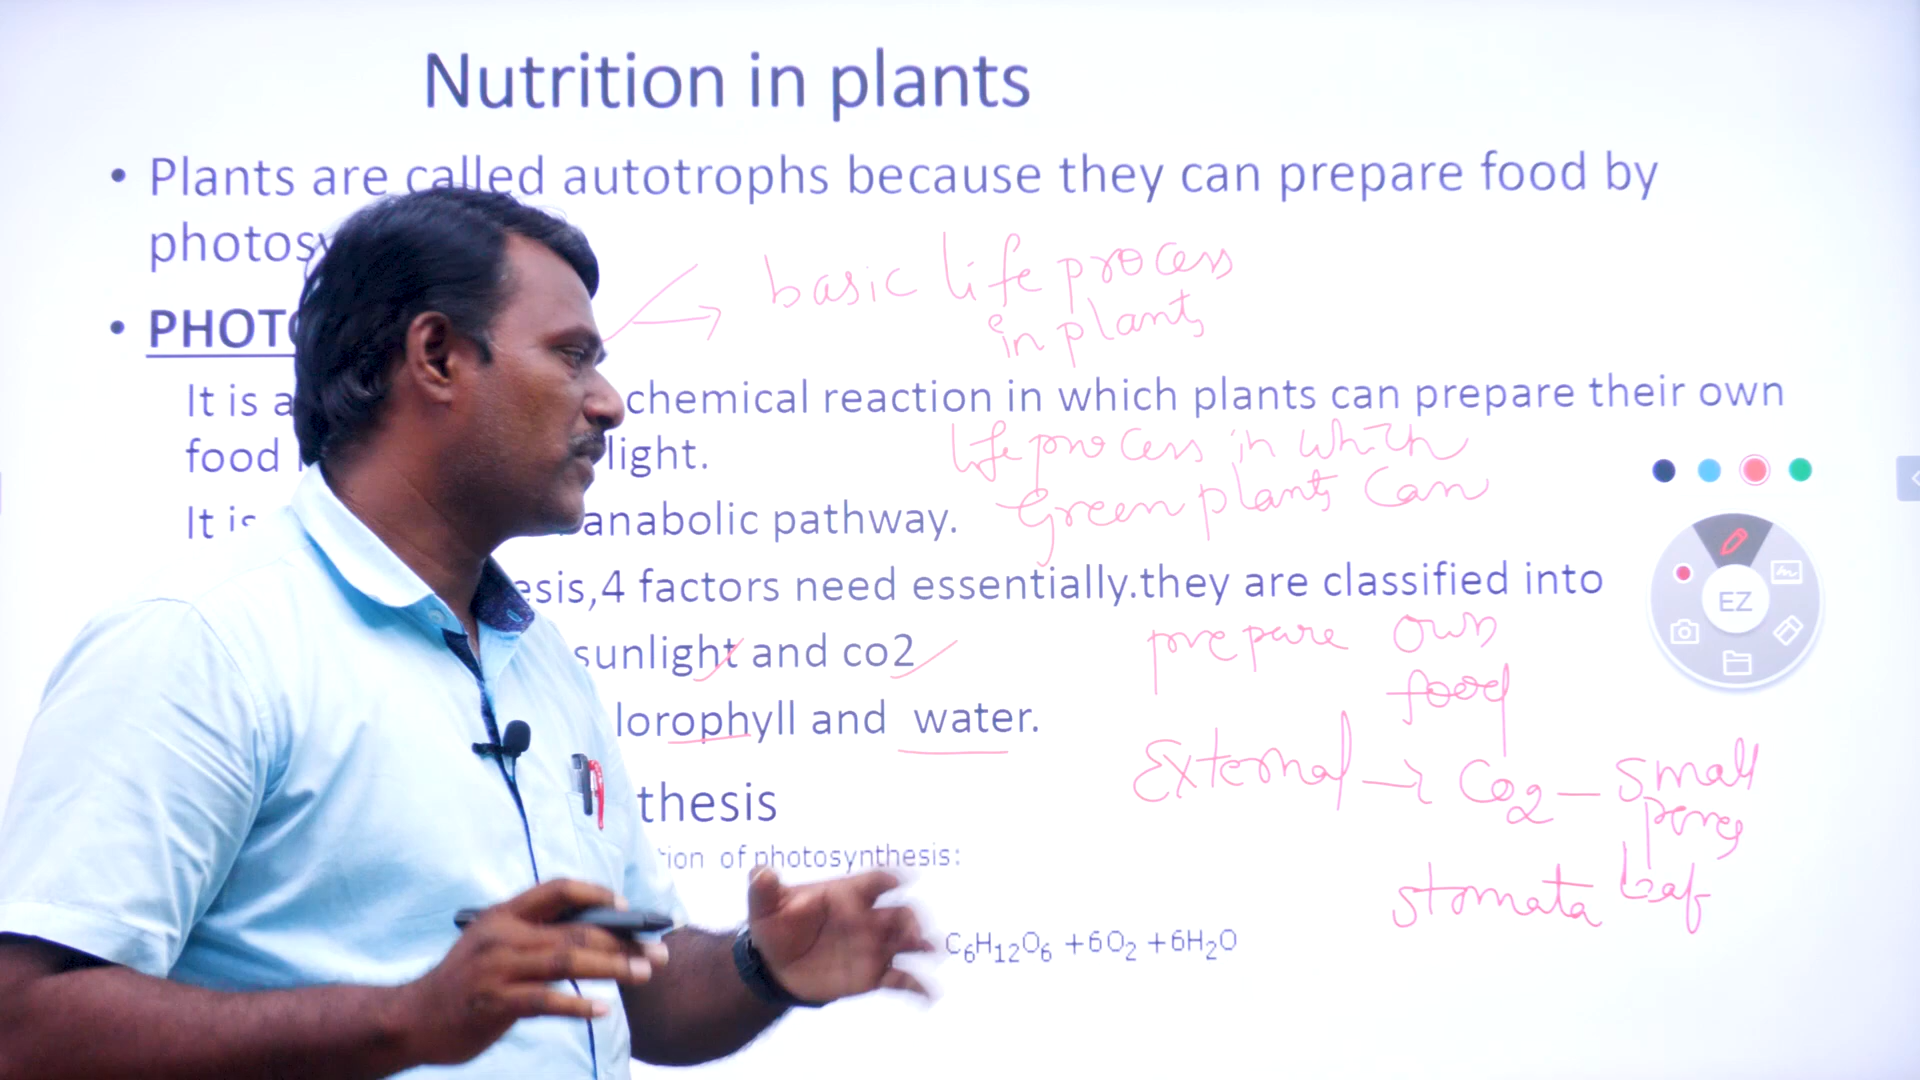 Nutrition in plants
• Plants are called autotrophs because they can prepare food by
photosy
basic life process
in plants
• PHOTO
It is a chemical reaction in which plants can prepare their own
food light.
life process in which
It is anabolic pathway.
Green plants can
esis,4 factors need essentially.they are classified into
sunlight and co2
prepare own
food
lorophyll and water.
External → Co2 – small
pores
thesis
tion of photosynthesis:
stomata leaf
C6H12O6 +6O2 +6H2O
EZ